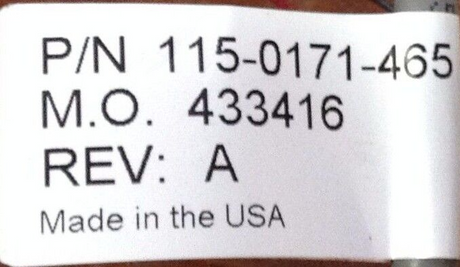 P/N 115-0171-465
M.O. 433416
REV: A
Made in the USA